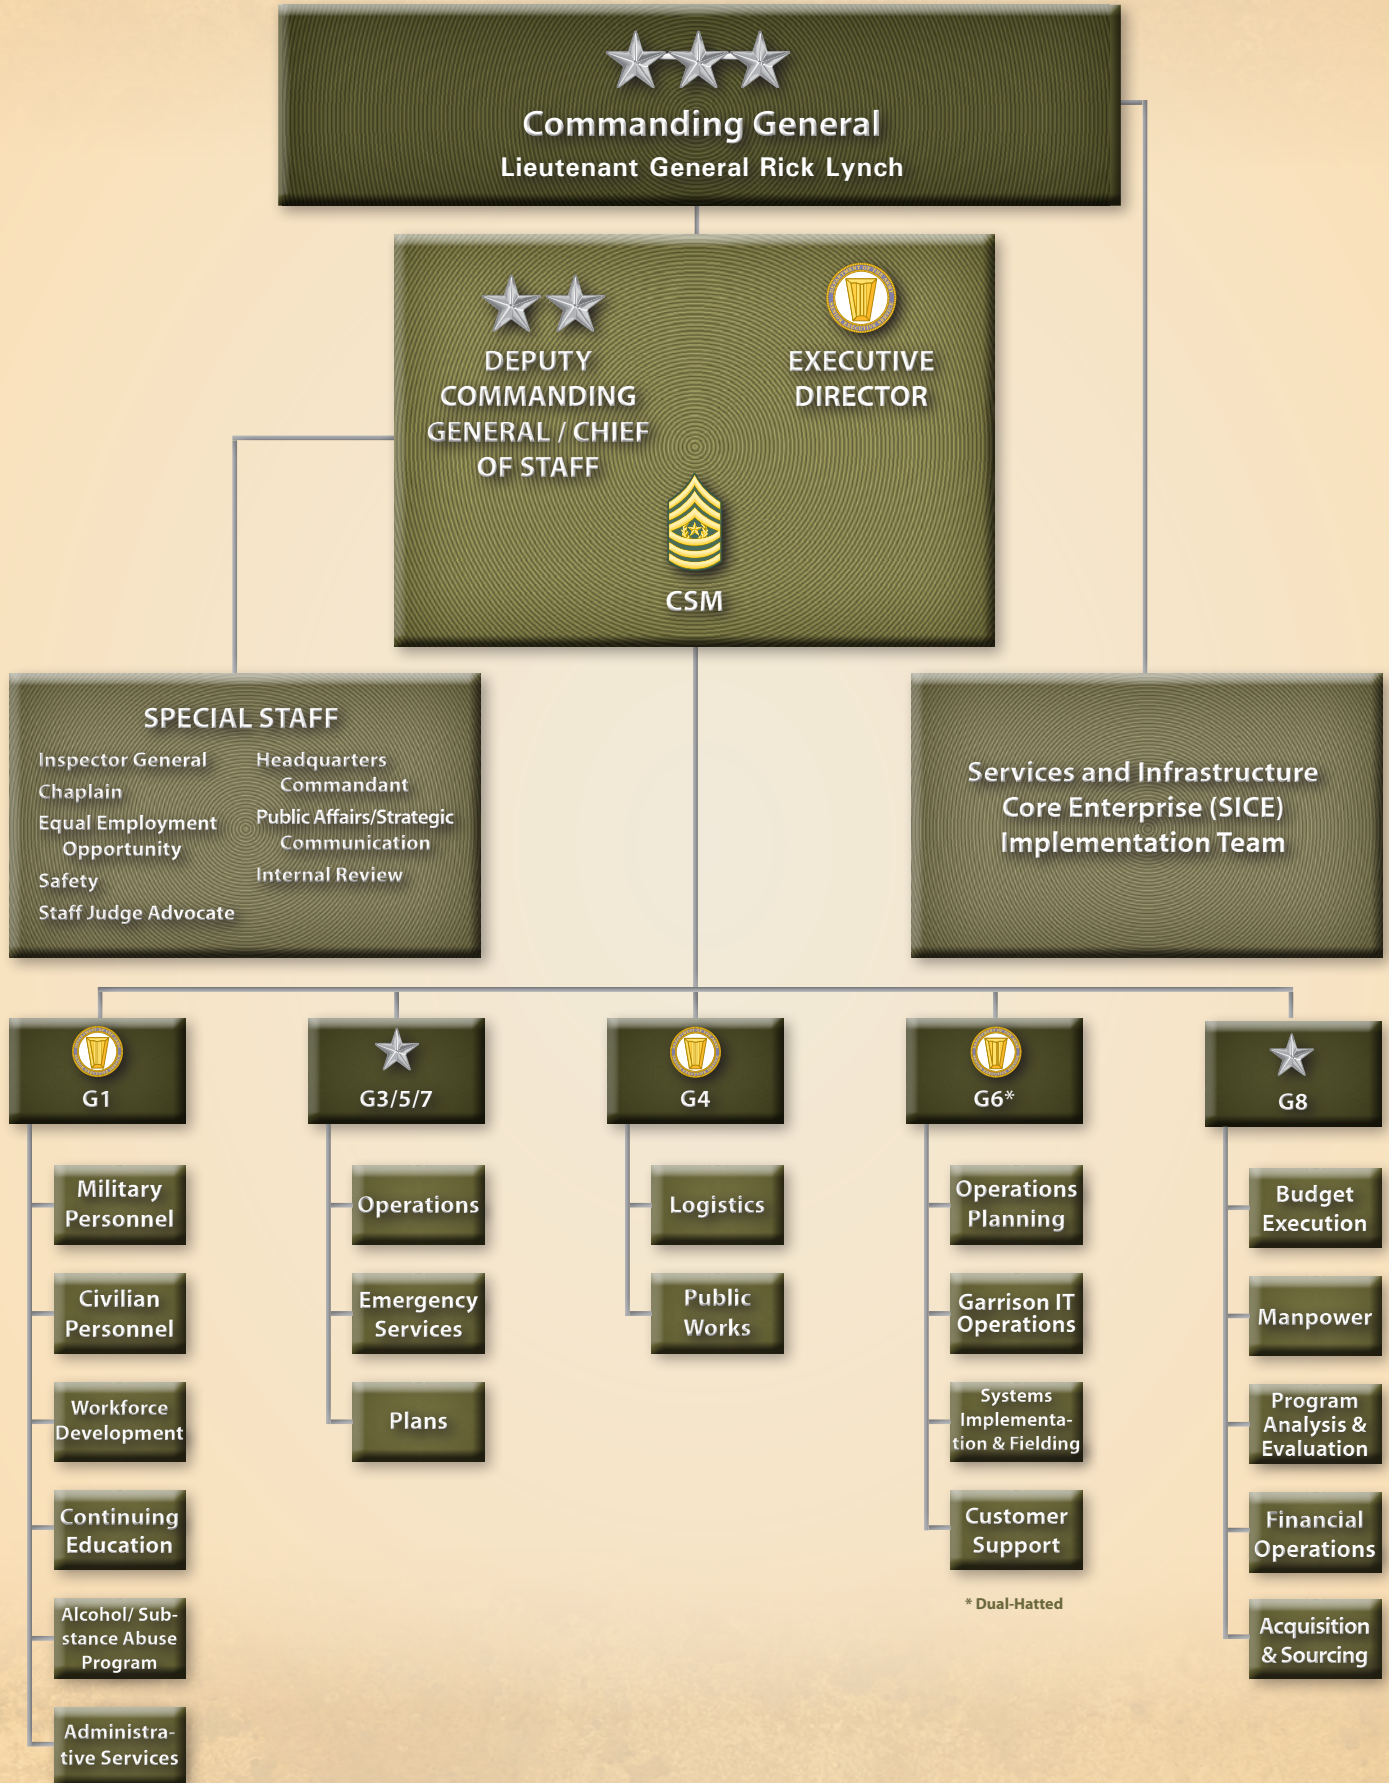 Commanding General
Lieutenant General Rick Lynch
DEPUTY
COMMANDING
GENERAL / CHIEF
OF STAFF
EXECUTIVE
DIRECTOR
CSM
SPECIAL STAFF
Inspector General
Chaplain
Equal Employment
Opportunity
Safety
Staff Judge Advocate
Headquarters
Commandant
Public Affairs/Strategic
Communication
Internal Review
Services and Infrastructure
Core Enterprise (SICE)
Implementation Team
G1
Military
Personnel
Civilian
Personnel
Workforce
Development
Continuing
Education
Alcohol/ Sub-
stance Abuse
Program
Administra-
tive Services
G3/5/7
Operations
Emergency
Services
Plans
G4
Logistics
Public
Works
G6*
Operations
Planning
Garrison IT
Operations
Systems
Implementa-
tion & Fielding
Customer
Support
* Dual-Hatted
G8
Budget
Execution
Manpower
Program
Analysis &
Evaluation
Financial
Operations
Acquisition
& Sourcing